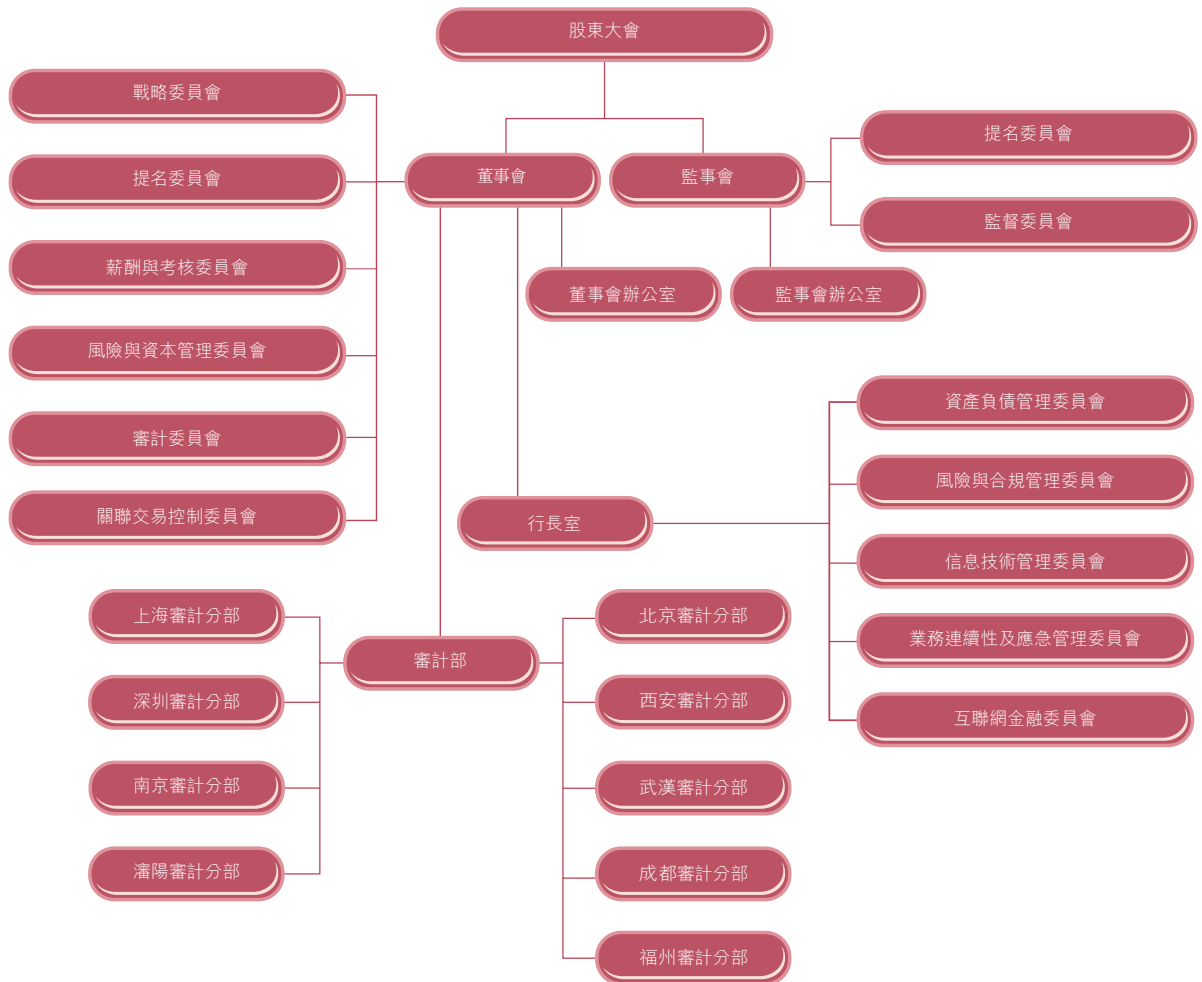 股東大會
戰略委員會
提名委員會
薪酬與考核委員會
風險與資本管理委員會
審計委員會
關聯交易控制委員會
董事會
監事會
提名委員會
監督委員會
董事會辦公室
監事會辦公室
行長室
資產負債管理委員會
風險與合規管理委員會
信息技術管理委員會
業務連續性及應急管理委員會
互聯網金融委員會
審計部
上海審計分部
深圳審計分部
南京審計分部
瀋陽審計分部
北京審計分部
西安審計分部
武漢審計分部
成都審計分部
福州審計分部